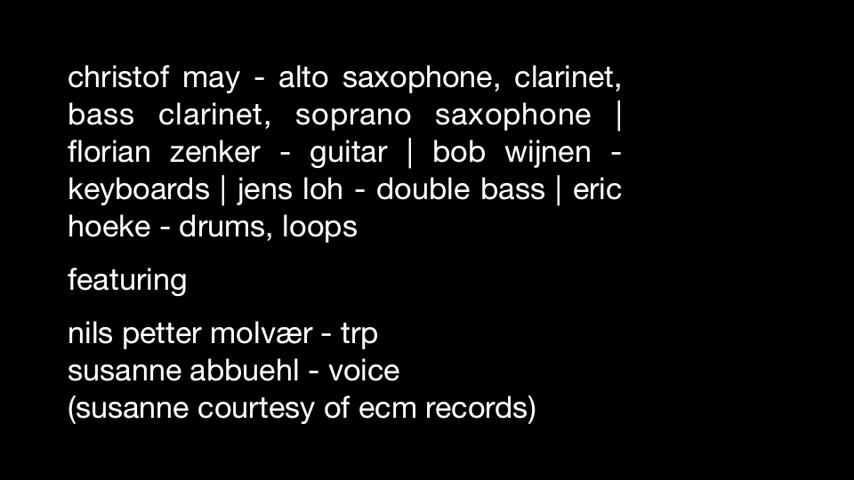 christof may - alto saxophone, clarinet,
bass clarinet, soprano saxophone |
florian zenker - guitar | bob wijnen -
keyboards | jens loh - double bass | eric
hoeke - drums, loops
featuring
nils petter molvær - trp
susanne abbuehl - voice
(susanne courtesy of ecm records)